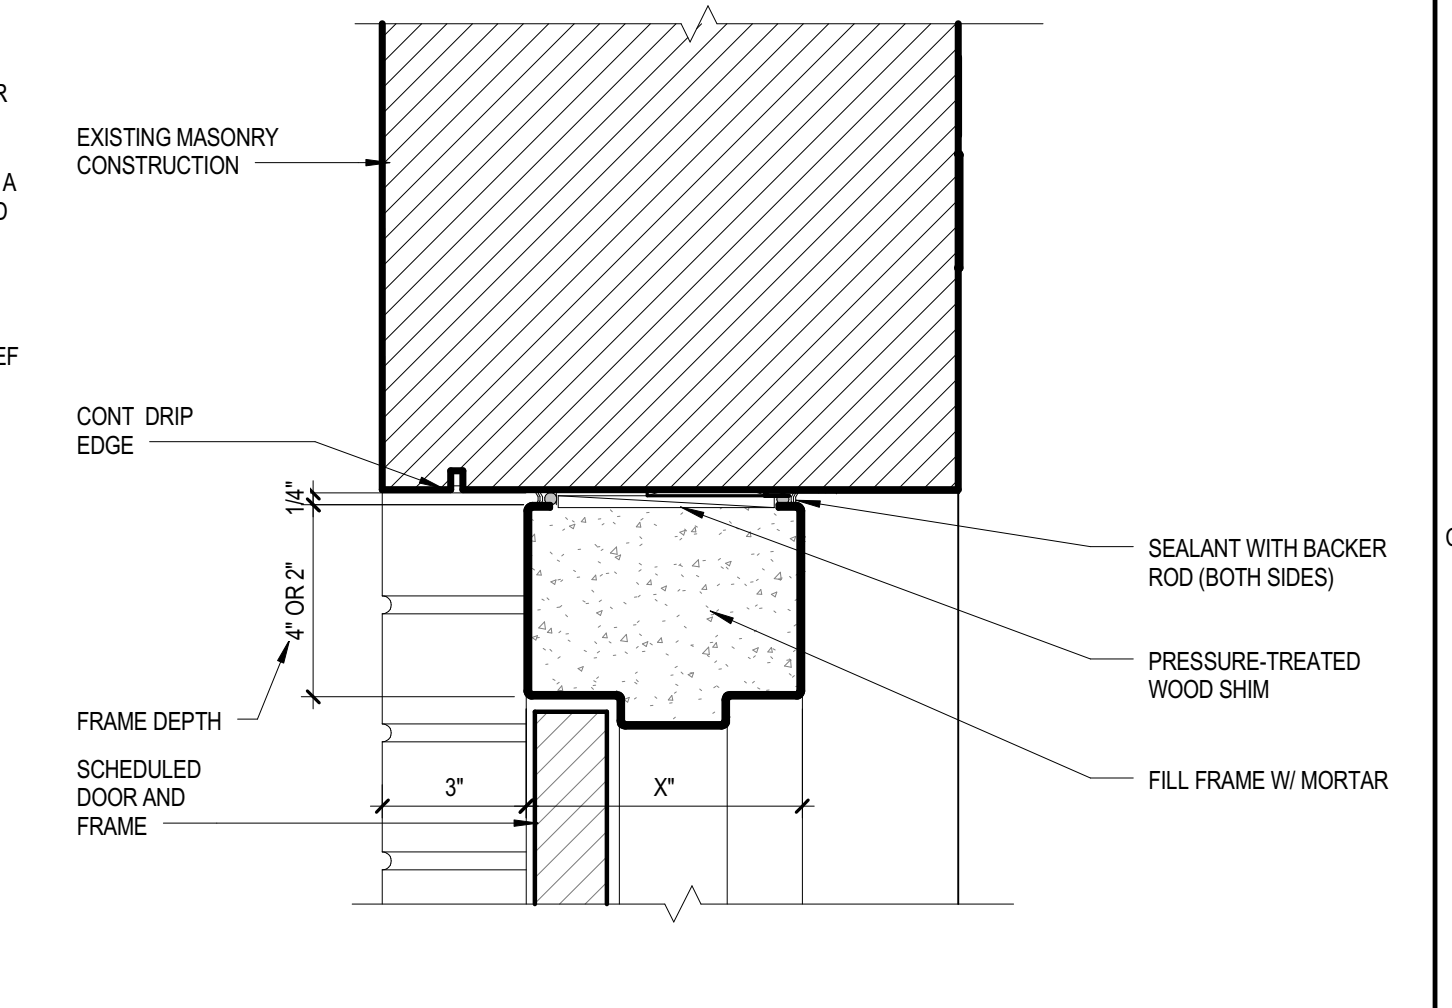 R
A
D
EF
EXISTING MASONRY
CONSTRUCTION
CONT DRIP
EDGE
1/4"
4" OR 2"
FRAME DEPTH
SCHEDULED
DOOR AND
FRAME
3"
X"
SEALANT WITH BACKER
ROD (BOTH SIDES)
PRESSURE-TREATED
WOOD SHIM
FILL FRAME W/ MORTAR